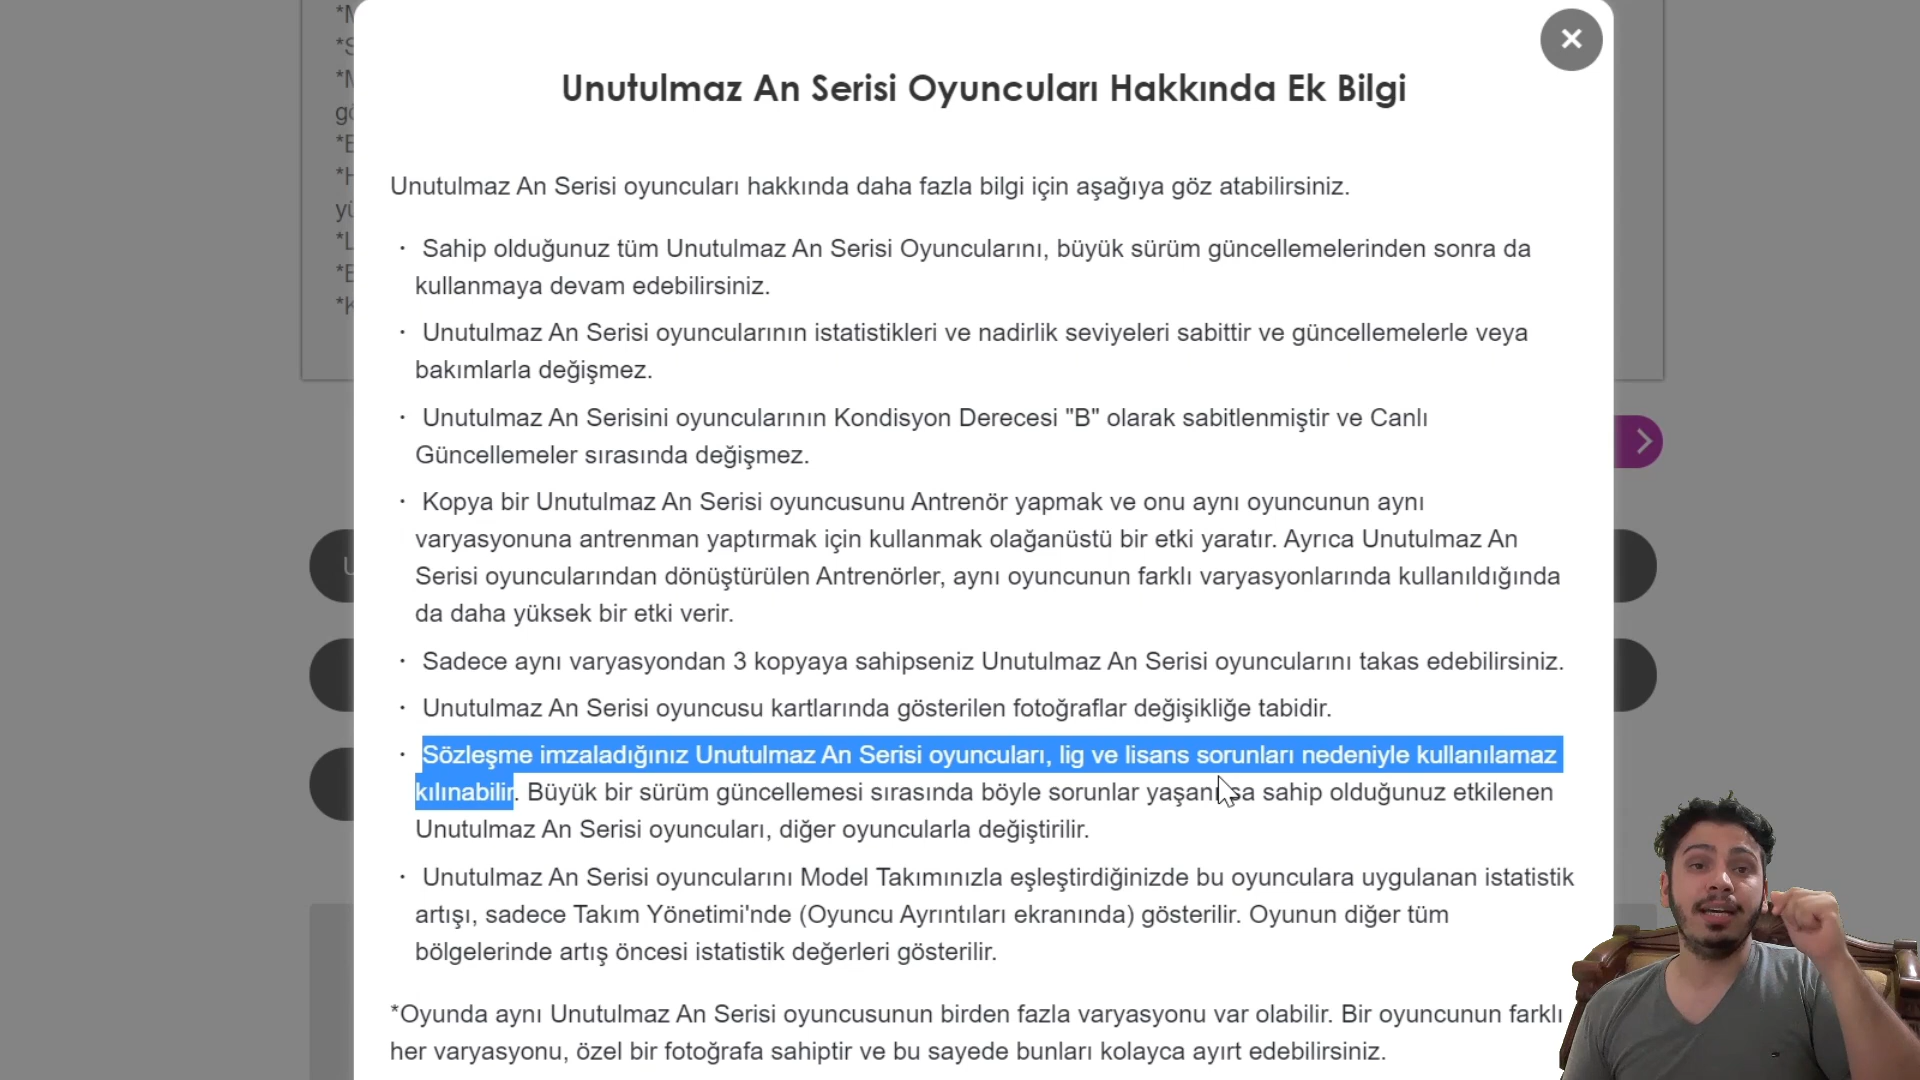 Unutulmaz An Serisi Oyuncuları Hakkında Ek Bilgi
Unutulmaz An Serisi oyuncuları hakkında daha fazla bilgi için aşağıya göz atabilirsiniz.
· Sahip olduğunuz tüm Unutulmaz An Serisi Oyuncularını, büyük sürüm güncellemelerinden sonra da
kullanmaya devam edebilirsiniz.
· Unutulmaz An Serisi oyuncularının istatistikleri ve nadirlik seviyeleri sabittir ve güncellemelerle veya
bakımlarla değişmez.
· Unutulmaz An Serisini oyuncularının Kondisyon Derecesi "B" olarak sabitlenmiştir ve Canlı
Güncellemeler sırasında değişmez.
· Kopya bir Unutulmaz An Serisi oyuncusunu Antrenör yapmak ve onu aynı oyuncunun aynı
varyasyonuna antrenman yaptırmak için kullanmak olağanüstü bir etki yaratır. Ayrıca Unutulmaz An
Serisi oyuncularından dönüştürülen Antrenörler, aynı oyuncunun farklı varyasyonlarında kullanıldığında
da daha yüksek bir etki verir.
· Sadece aynı varyasyondan 3 kopyaya sahipseniz Unutulmaz An Serisi oyuncularını takas edebilirsiniz.
· Unutulmaz An Serisi oyuncusu kartlarında gösterilen fotoğraflar değişikliğe tabidir.
· Sözleşme imzaladığınız Unutulmaz An Serisi oyuncuları, lig ve lisans sorunları nedeniyle kullanılamaz
kılınabilir. Büyük bir sürüm güncellemesi sırasında böyle sorunlar yaşanırsa sahip olduğunuz etkilenen
Unutulmaz An Serisi oyuncuları, diğer oyuncularla değiştirilir.
· Unutulmaz An Serisi oyuncularını Model Takımınızla eşleştirdiğinizde bu oyunculara uygulanan istatistik
artışı, sadece Takım Yönetimi'nde (Oyuncu Ayrıntıları ekranında) gösterilir. Oyunun diğer tüm
bölgelerinde artış öncesi istatistik değerleri gösterilir.
*Oyunda aynı Unutulmaz An Serisi oyuncusunun birden fazla varyasyonu var olabilir. Bir oyuncunun farklı
her varyasyonu, özel bir fotoğrafa sahiptir ve bu sayede bunları kolayca ayırt edebilirsiniz.